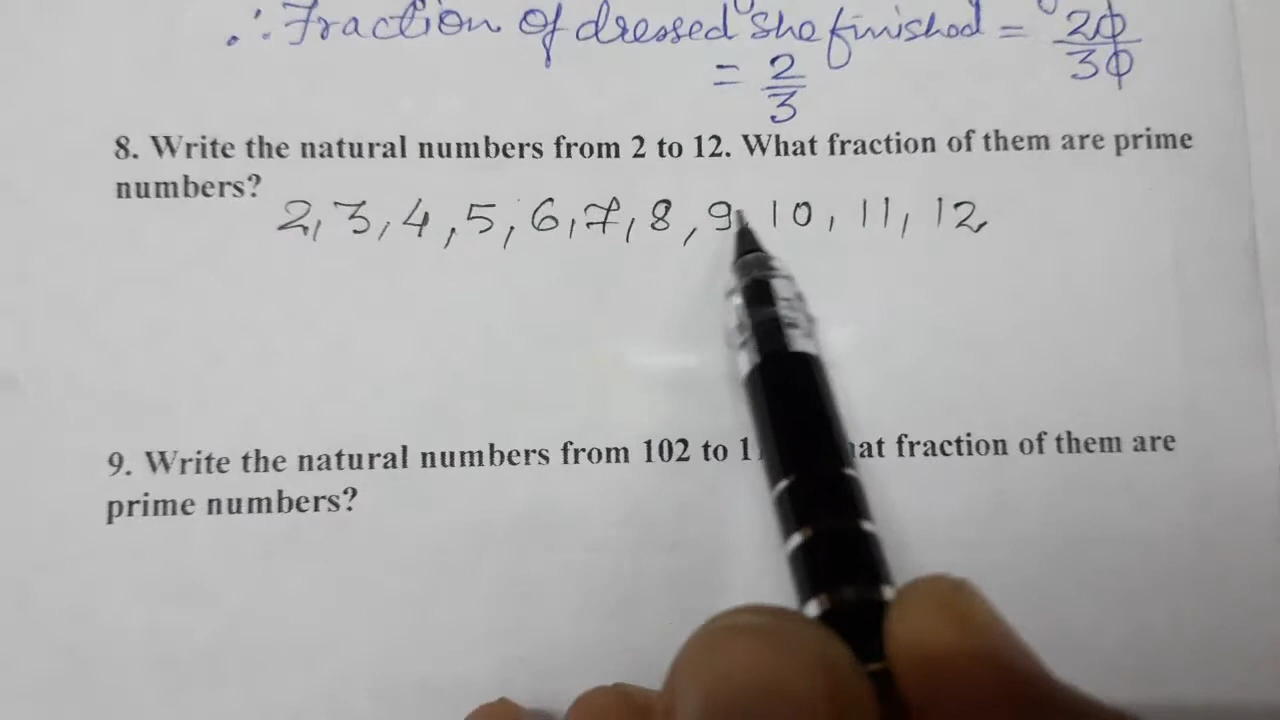 ∴ Fraction of dressed she finished = 20/30
= 2/3
8. Write the natural numbers from 2 to 12. What fraction of them are prime
numbers?
2, 3, 4, 5, 6, 7, 8, 9, 10, 11, 12
9. Write the natural numbers from 102 to 1 hat fraction of them are
prime numbers?